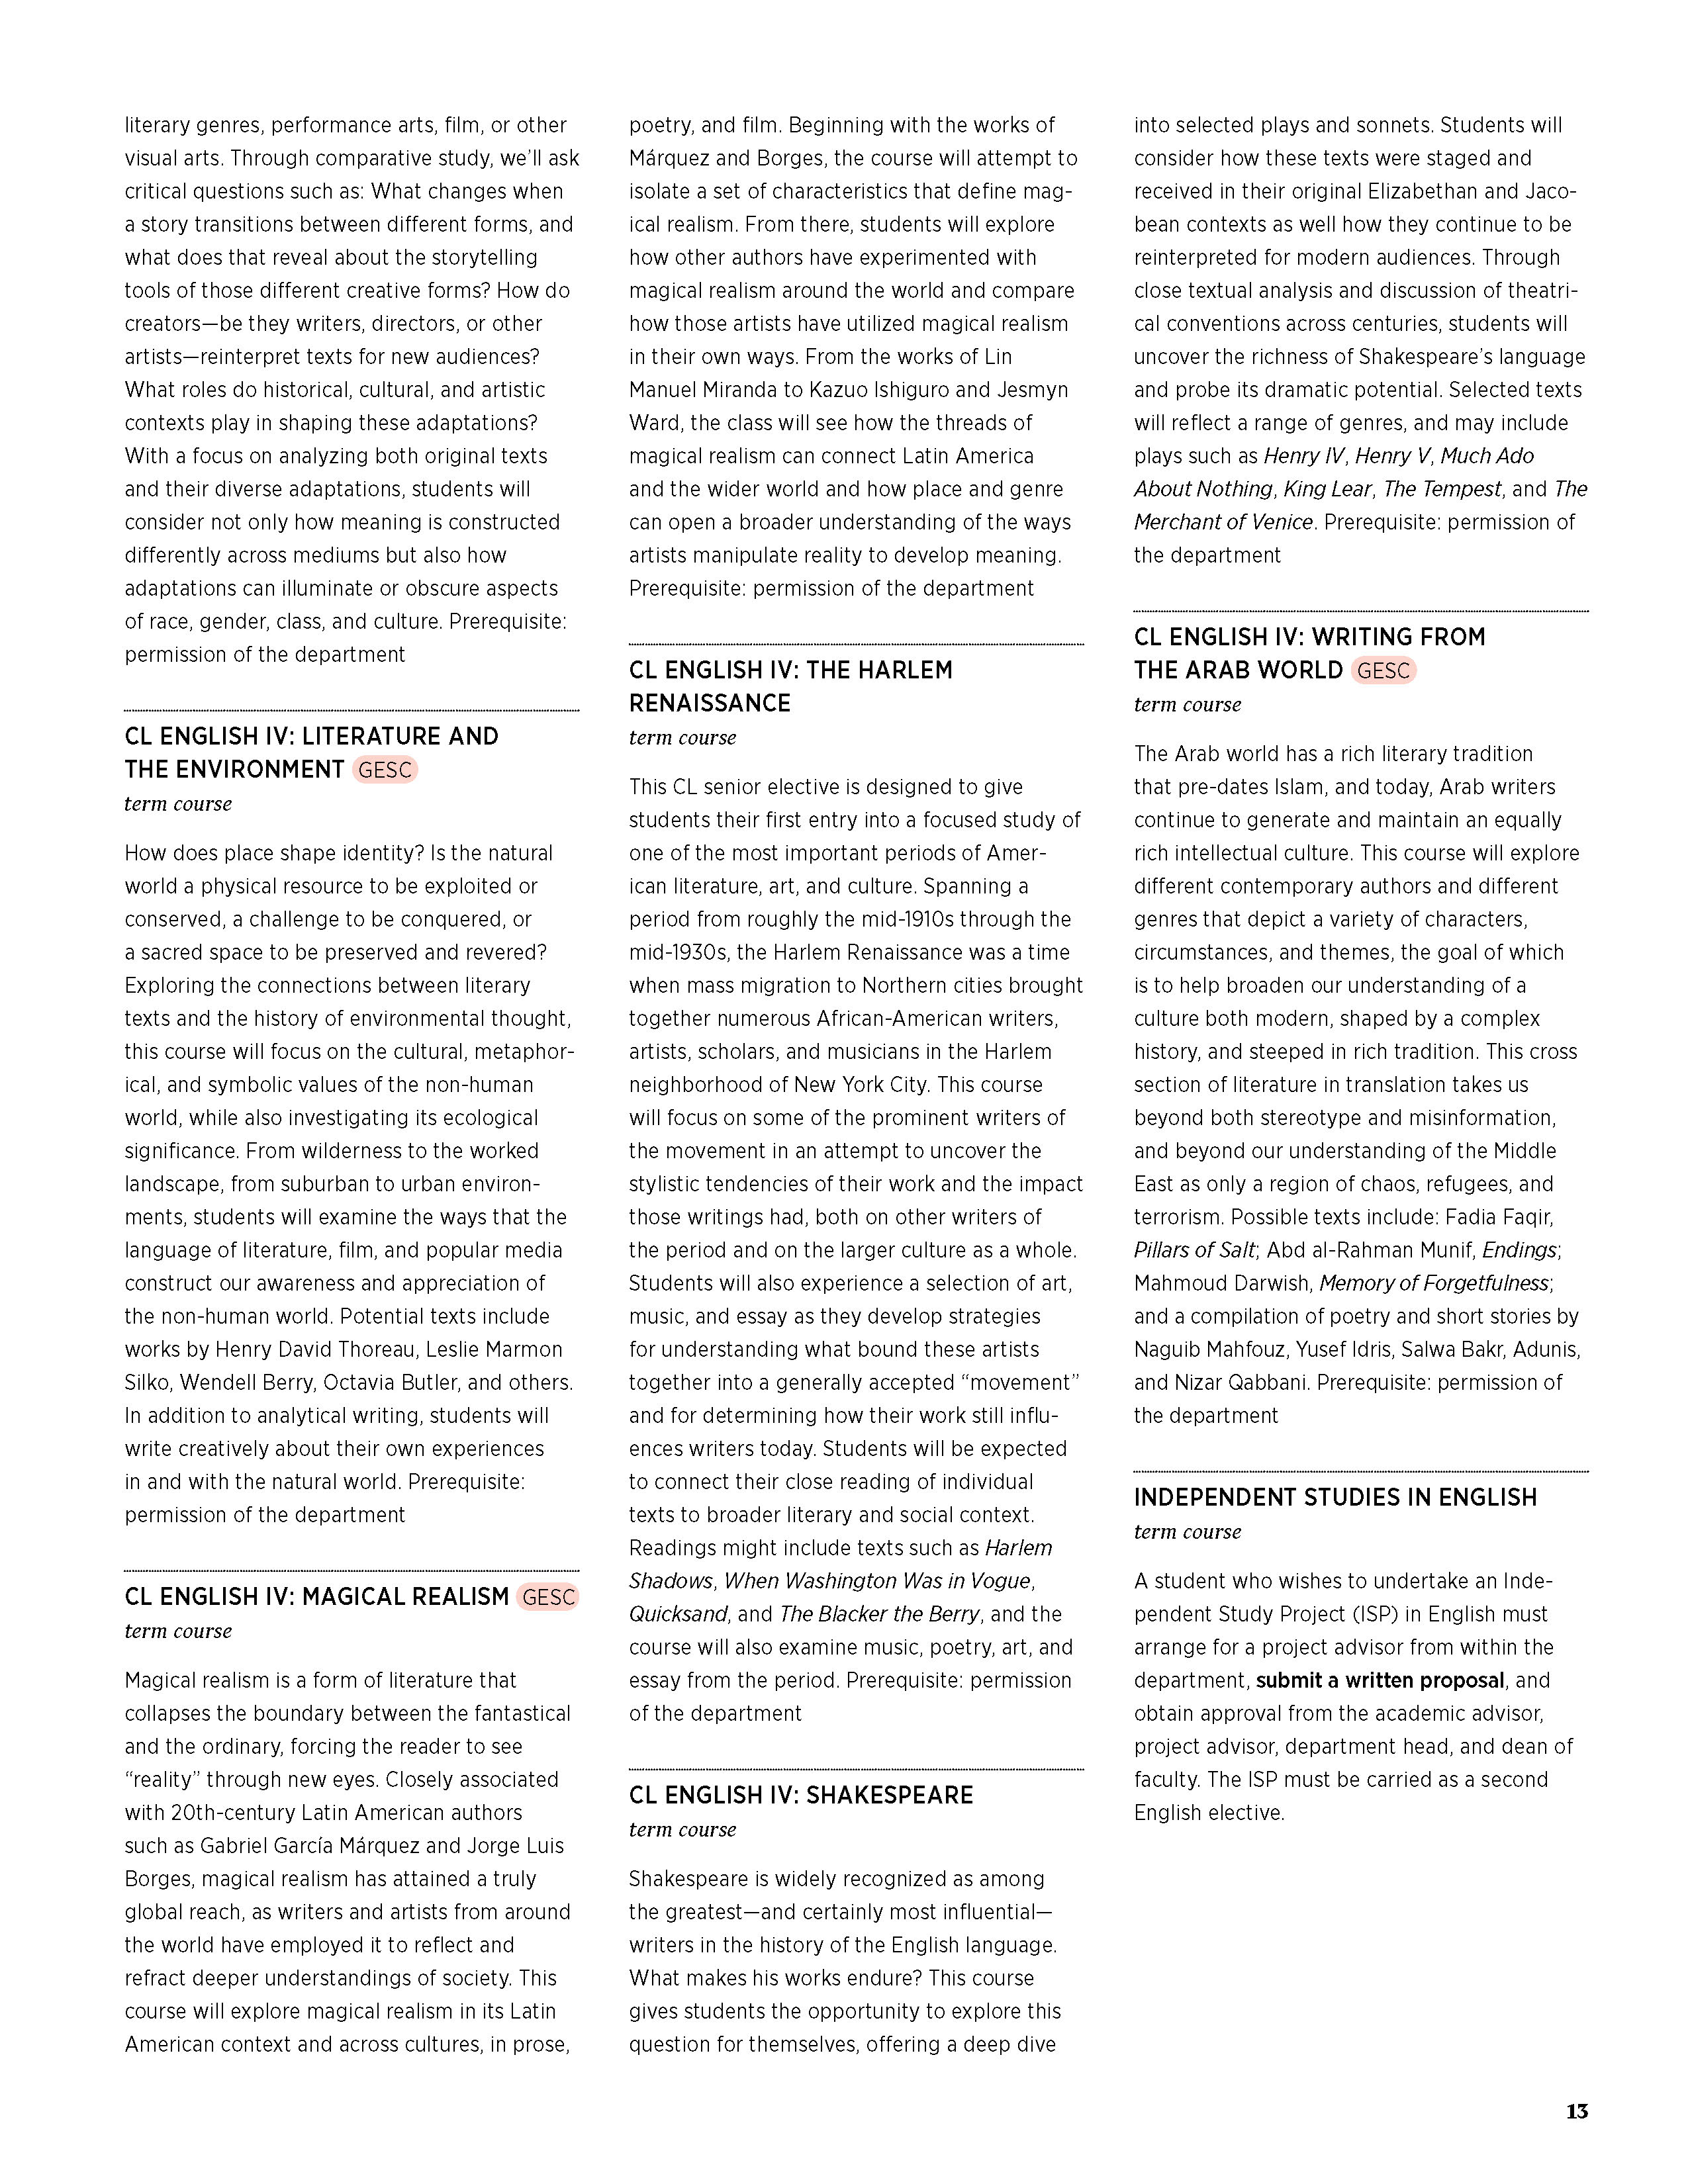 literary genres, performance arts, film, or other
visual arts. Through comparative study, we’ll ask
critical questions such as: What changes when
a story transitions between different forms, and
what does that reveal about the storytelling
tools of those different creative forms? How do
creators—be they writers, directors, or other
artists—reinterpret texts for new audiences?
What roles do historical, cultural, and artistic
contexts play in shaping these adaptations?
With a focus on analyzing both original texts
and their diverse adaptations, students will
consider not only how meaning is constructed
differently across mediums but also how
adaptations can illuminate or obscure aspects
of race, gender, class, and culture. Prerequisite:
permission of the department
CL ENGLISH IV: LITERATURE AND
THE ENVIRONMENT GESC
term course
How does place shape identity? Is the natural
world a physical resource to be exploited or
conserved, a challenge to be conquered, or
a sacred space to be preserved and revered?
Exploring the connections between literary
texts and the history of environmental thought,
this course will focus on the cultural, metaphor-
ical, and symbolic values of the non-human
world, while also investigating its ecological
significance. From wilderness to the worked
landscape, from suburban to urban environ-
ments, students will examine the ways that the
language of literature, film, and popular media
construct our awareness and appreciation of
the non-human world. Potential texts include
works by Henry David Thoreau, Leslie Marmon
Silko, Wendell Berry, Octavia Butler, and others.
In addition to analytical writing, students will
write creatively about their own experiences
in and with the natural world. Prerequisite:
permission of the department
CL ENGLISH IV: MAGICAL REALISM GESC
term course
Magical realism is a form of literature that
collapses the boundary between the fantastical
and the ordinary, forcing the reader to see
“reality” through new eyes. Closely associated
with 20th-century Latin American authors
such as Gabriel García Márquez and Jorge Luis
Borges, magical realism has attained a truly
global reach, as writers and artists from around
the world have employed it to reflect and
refract deeper understandings of society. This
course will explore magical realism in its Latin
American context and across cultures, in prose,
poetry, and film. Beginning with the works of
Márquez and Borges, the course will attempt to
isolate a set of characteristics that define mag-
ical realism. From there, students will explore
how other authors have experimented with
magical realism around the world and compare
how those artists have utilized magical realism
in their own ways. From the works of Lin
Manuel Miranda to Kazuo Ishiguro and Jesmyn
Ward, the class will see how the threads of
magical realism can connect Latin America
and the wider world and how place and genre
can open a broader understanding of the ways
artists manipulate reality to develop meaning.
Prerequisite: permission of the department
CL ENGLISH IV: THE HARLEM
RENAISSANCE
term course
This CL senior elective is designed to give
students their first entry into a focused study of
one of the most important periods of Amer-
ican literature, art, and culture. Spanning a
period from roughly the mid-1910s through the
mid-1930s, the Harlem Renaissance was a time
when mass migration to Northern cities brought
together numerous African-American writers,
artists, scholars, and musicians in the Harlem
neighborhood of New York City. This course
will focus on some of the prominent writers of
the movement in an attempt to uncover the
stylistic tendencies of their work and the impact
those writings had, both on other writers of
the period and on the larger culture as a whole.
Students will also experience a selection of art,
music, and essay as they develop strategies
for understanding what bound these artists
together into a generally accepted “movement”
and for determining how their work still influ-
ences writers today. Students will be expected
to connect their close reading of individual
texts to broader literary and social context.
Readings might include texts such as Harlem
Shadows, When Washington Was in Vogue,
Quicksand, and The Blacker the Berry, and the
course will also examine music, poetry, art, and
essay from the period. Prerequisite: permission
of the department
CL ENGLISH IV: SHAKESPEARE
term course
Shakespeare is widely recognized as among
the greatest—and certainly most influential—
writers in the history of the English language.
What makes his works endure? This course
gives students the opportunity to explore this
question for themselves, offering a deep dive
into selected plays and sonnets. Students will
consider how these texts were staged and
received in their original Elizabethan and Jaco-
bean contexts as well how they continue to be
reinterpreted for modern audiences. Through
close textual analysis and discussion of theatri-
cal conventions across centuries, students will
uncover the richness of Shakespeare’s language
and probe its dramatic potential. Selected texts
will reflect a range of genres, and may include
plays such as Henry IV, Henry V, Much Ado
About Nothing, King Lear, The Tempest, and The
Merchant of Venice. Prerequisite: permission of
the department
CL ENGLISH IV: WRITING FROM
THE ARAB WORLD GESC
term course
The Arab world has a rich literary tradition
that pre-dates Islam, and today, Arab writers
continue to generate and maintain an equally
rich intellectual culture. This course will explore
different contemporary authors and different
genres that depict a variety of characters,
circumstances, and themes, the goal of which
is to help broaden our understanding of a
culture both modern, shaped by a complex
history, and steeped in rich tradition. This cross
section of literature in translation takes us
beyond both stereotype and misinformation,
and beyond our understanding of the Middle
East as only a region of chaos, refugees, and
terrorism. Possible texts include: Fadia Faqir,
Pillars of Salt; Abd al-Rahman Munif, Endings;
Mahmoud Darwish, Memory of Forgetfulness;
and a compilation of poetry and short stories by
Naguib Mahfouz, Yusef Idris, Salwa Bakr, Adunis,
and Nizar Qabbani. Prerequisite: permission of
the department
INDEPENDENT STUDIES IN ENGLISH
term course
A student who wishes to undertake an Inde-
pendent Study Project (ISP) in English must
arrange for a project advisor from within the
department, submit a written proposal, and
obtain approval from the academic advisor,
project advisor, department head, and dean of
faculty. The ISP must be carried as a second
English elective.
13